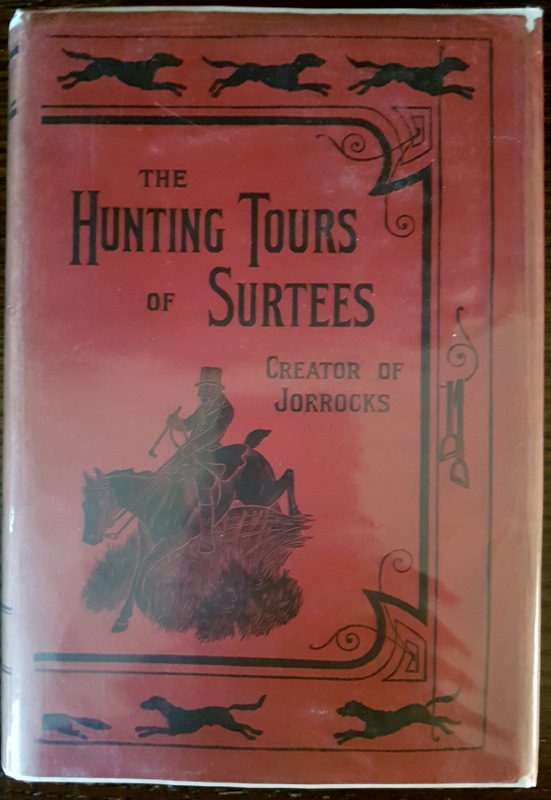 THE
HUNTING TOURS
OF SURTEES
CREATOR OF
JORROCKS